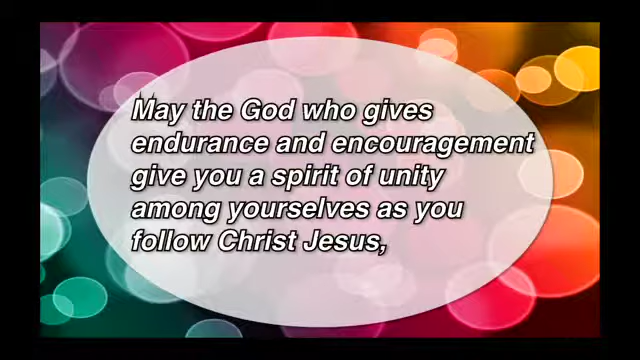 May the God who gives
endurance and encouragement
give you a spirit of unity
among yourselves as you
follow Christ Jesus,